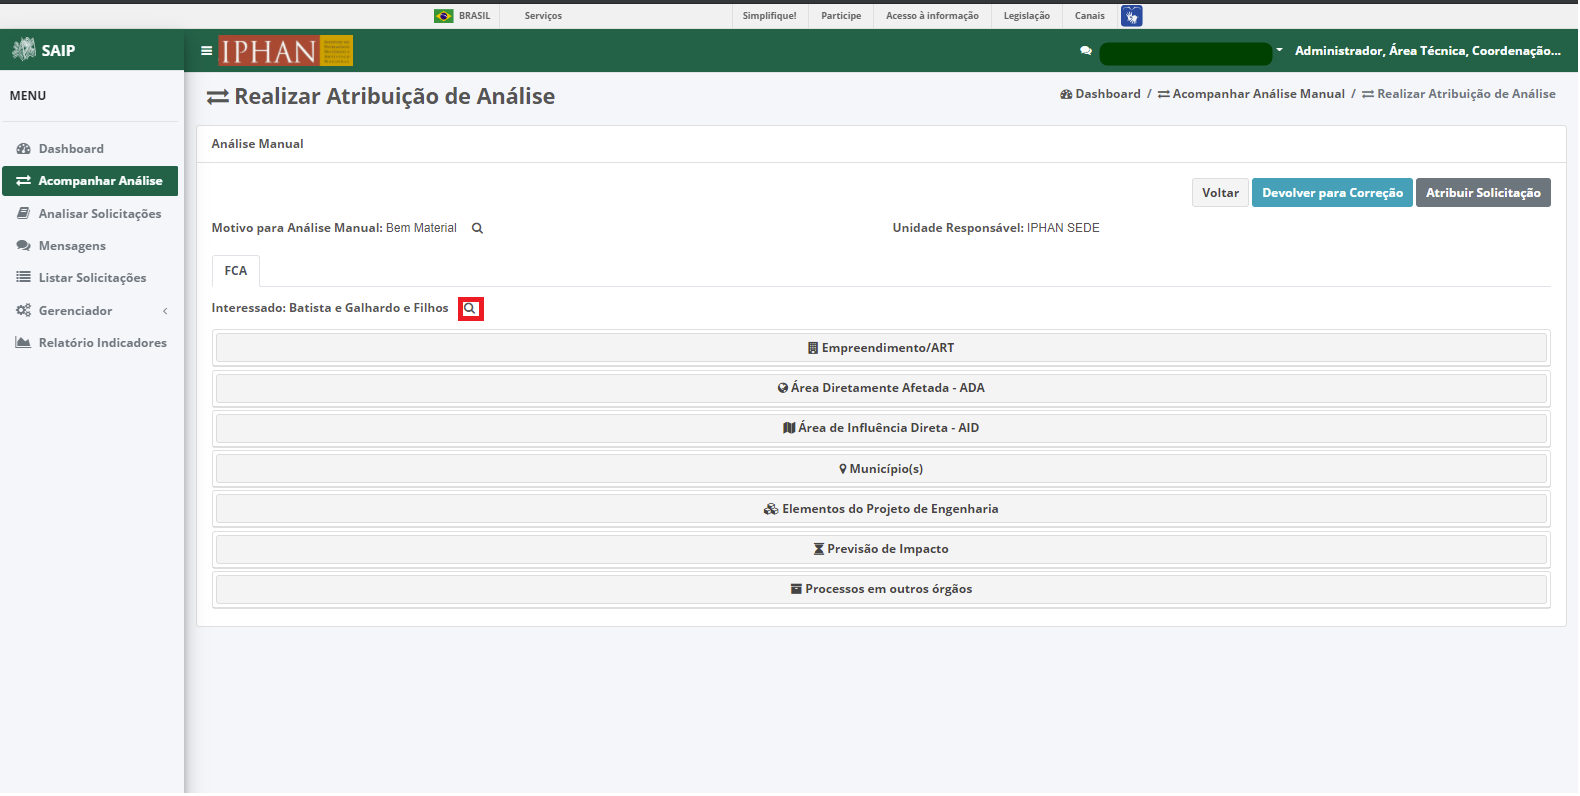 BRASIL Serviços Simplifique! Participe Acesso à informação Legislação Canais
SAIP IPHAN Administrador, Área Técnica, Coordenação...
MENU
Realizar Atribuição de Análise
Dashboard / Acompanhar Análise Manual / Realizar Atribuição de Análise
Dashboard
Acompanhar Análise
Analisar Solicitações
Mensagens
Listar Solicitações
Gerenciador
Relatório Indicadores
Análise Manual
Voltar Devolver para Correção Atribuir Solicitação
Motivo para Análise Manual: Bem Material Unidade Responsável: IPHAN SEDE
FCA
Interessado: Batista e Galhardo e Filhos
Empreendimento/ART
Área Diretamente Afetada - ADA
Área de Influência Direta - AID
Município(s)
Elementos do Projeto de Engenharia
Previsão de Impacto
Processos em outros órgãos